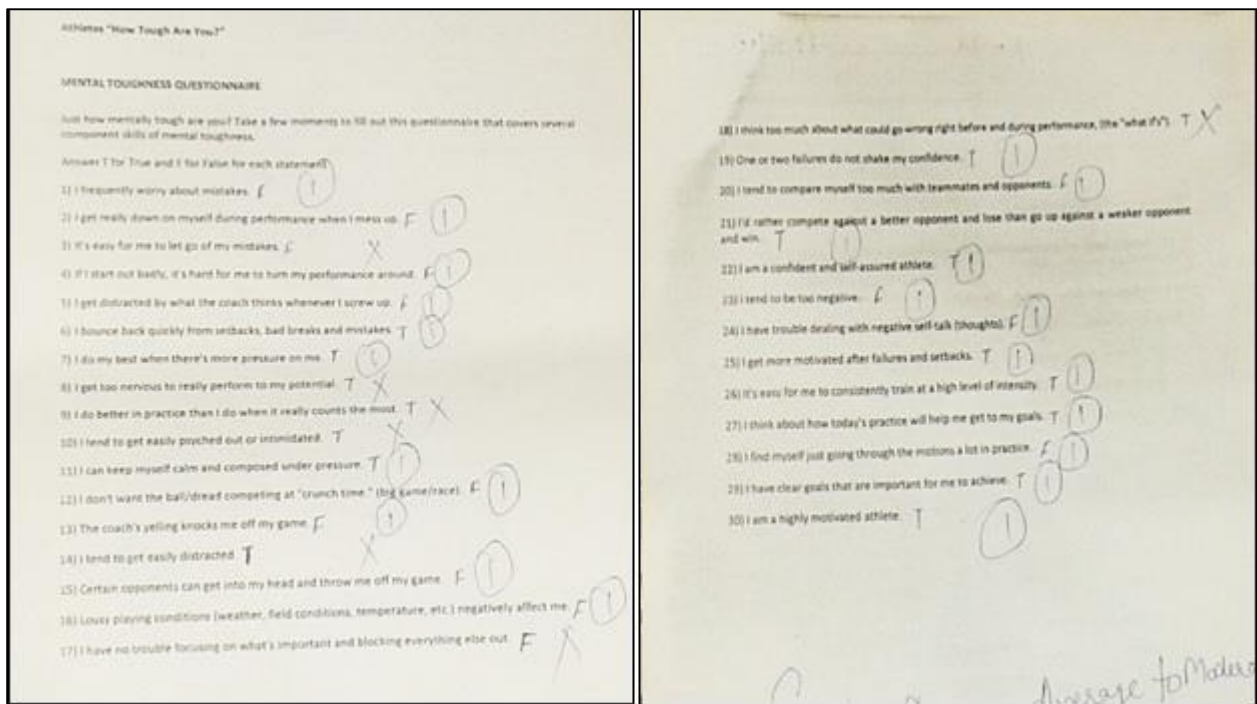 Athletes "How Tough Are You?"
MENTAL TOUGHNESS QUESTIONNAIRE
Just how mentally tough are you? Take a few moments to fill out this questionnaire that covers several
component skills of mental toughness.
Answer T for True and F for False for each statement
1) I frequently worry about mistakes. F 1
2) I get really down on myself during performance when I mess up. F 1
3) It's easy for me to let go of my mistakes. F X
4) If I start out badly, it's hard for me to turn my performance around. F 1
5) I get distracted by what the coach thinks whenever I screw up. F 1
6) I bounce back quickly from setbacks, bad breaks and mistakes. T 1
7) I do my best when there's more pressure on me. T 1
8) I get too nervous to really perform to my potential. T X
9) I do better in practice than I do when it really counts the most. T X
10) I tend to get easily psyched out or intimidated. T X
11) I can keep myself calm and composed under pressure. T 1
12) I don't want the ball/dread competing at "crunch time." (big game/race). F 1
13) The coach's yelling knocks me off my game. F 1
14) I tend to get easily distracted. T X
15) Certain opponents can get into my head and throw me off my game. F 1
16) Lousy playing conditions (weather, field conditions, temperature, etc.) negatively affect me. F 1
17) I have no trouble focusing on what's important and blocking everything else out. F X
18) I think too much about what could go wrong right before and during performance, (the "what if's"). T X
19) One or two failures do not shake my confidence. T 1
20) I tend to compare myself too much with teammates and opponents. F 1
21) I'd rather compete against a better opponent and lose than go up against a weaker opponent
and win. T 1
22) I am a confident and self-assured athlete. T 1
23) I tend to be too negative. F 1
24) I have trouble dealing with negative self-talk (thoughts). F 1
25) I get more motivated after failures and setbacks. T 1
26) It's easy for me to consistently train at a high level of intensity. T 1
27) I think about how today's practice will help me get to my goals. T 1
28) I find myself just going through the motions a lot in practice. F 1
29) I have clear goals that are important for me to achieve. T 1
30) I am a highly motivated athlete. T 1
Average to